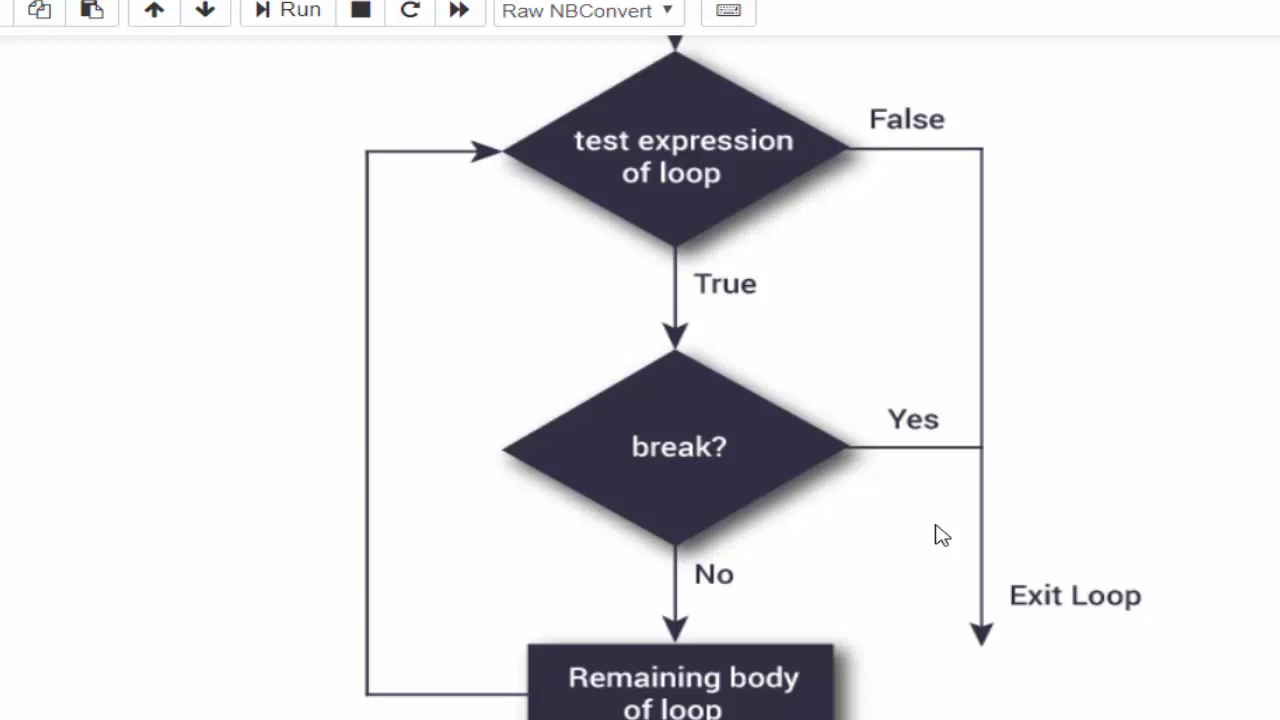 Run
Raw NBConvert
test expression
of loop
False
True
break?
Yes
No
Exit Loop
Remaining body
of loop